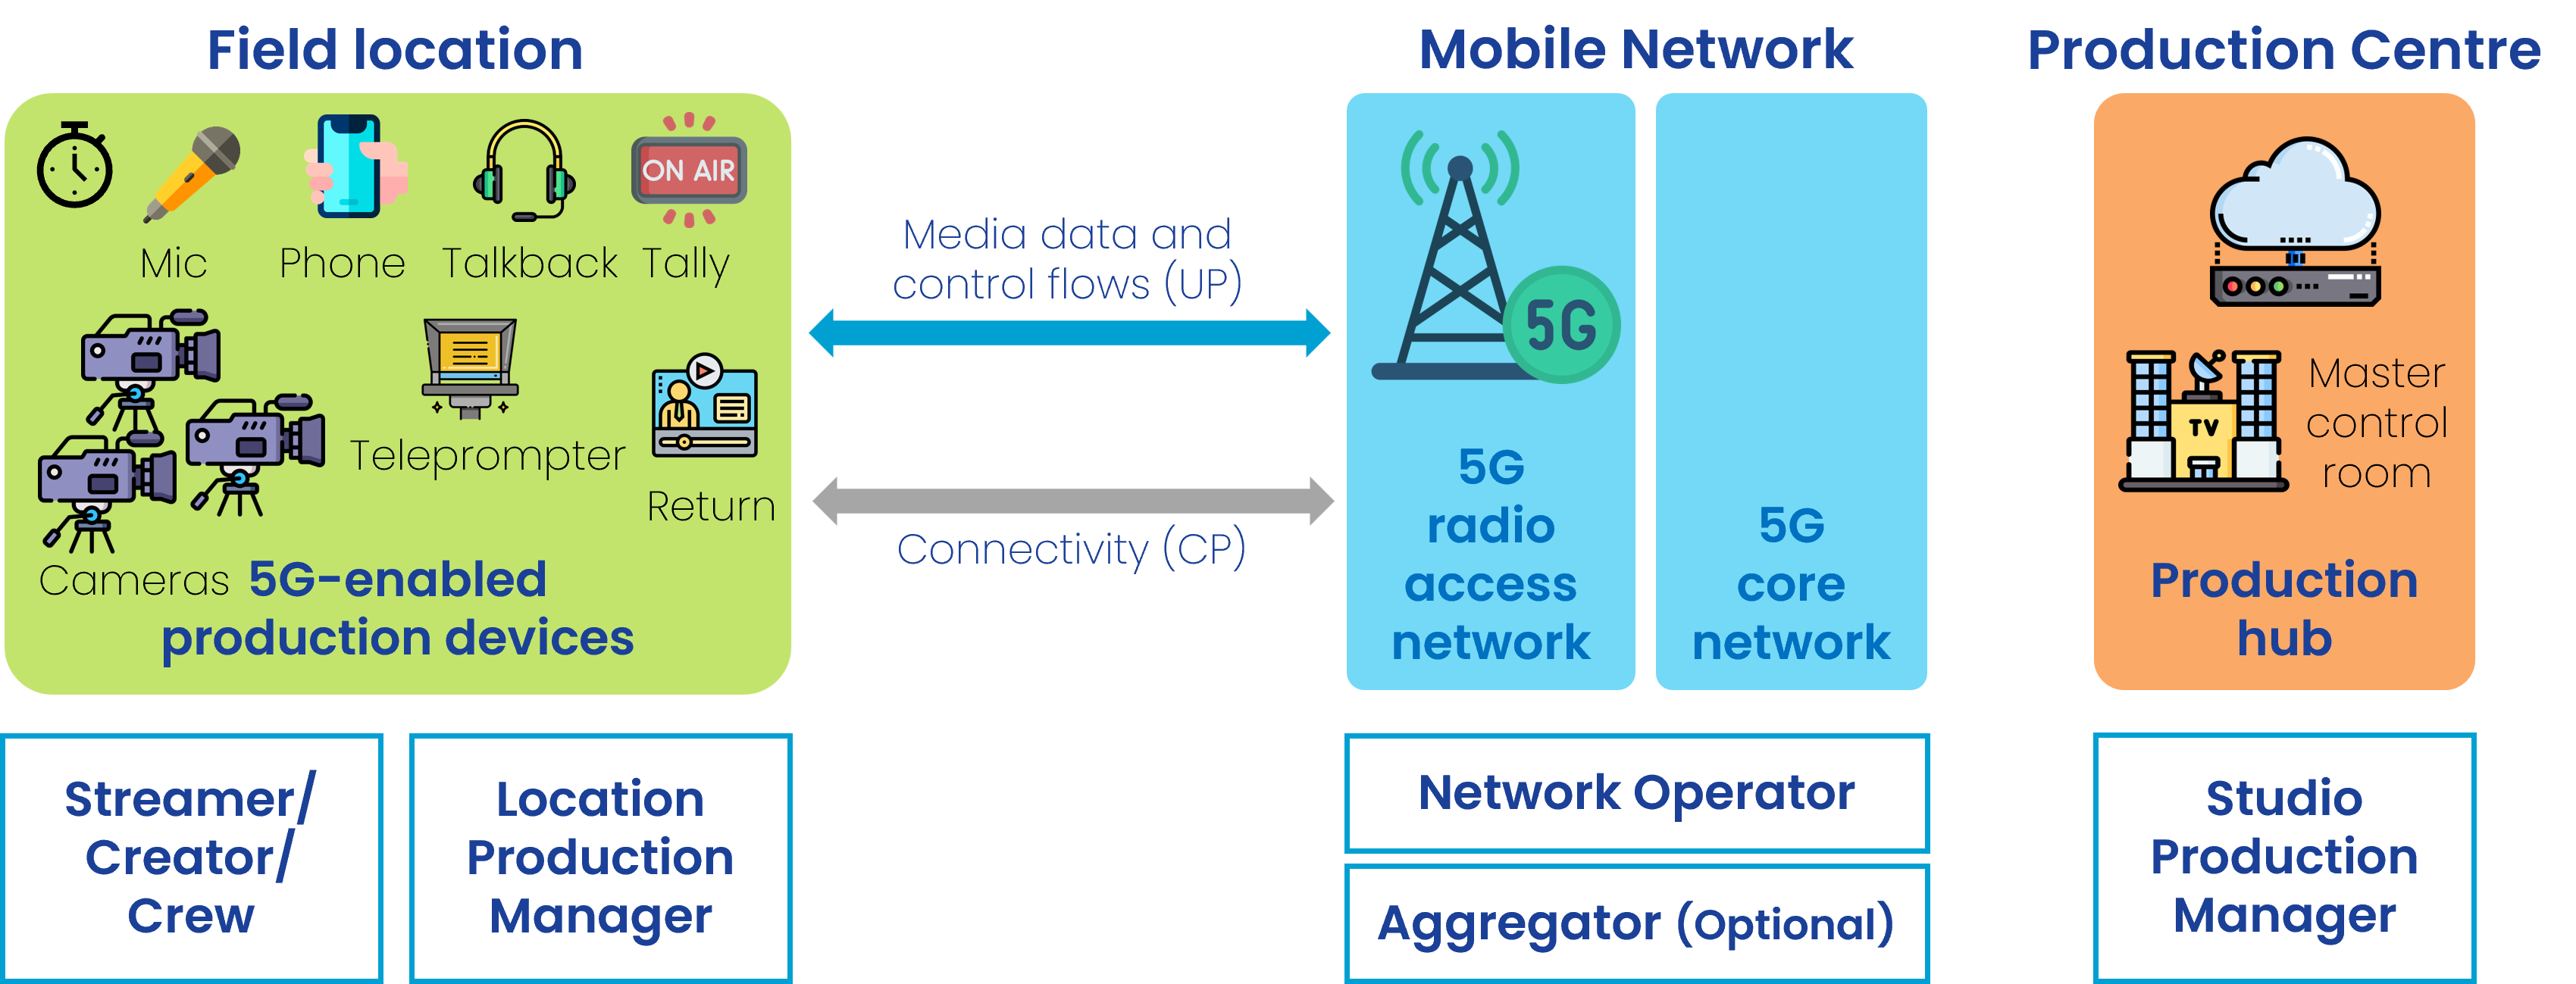 Field location
Mobile Network
Production Centre
ON AIR
Mic
Phone
Talkback
Tally
Teleprompter
Return
Cameras
5G-enabled
production devices
Media data and
control flows (UP)
Connectivity (CP)
5G
5G
radio
access
network
5G
core
network
TV
Master
control
room
Production
hub
Streamer/
Creator/
Crew
Location
Production
Manager
Network Operator
Aggregator (Optional)
Studio
Production
Manager